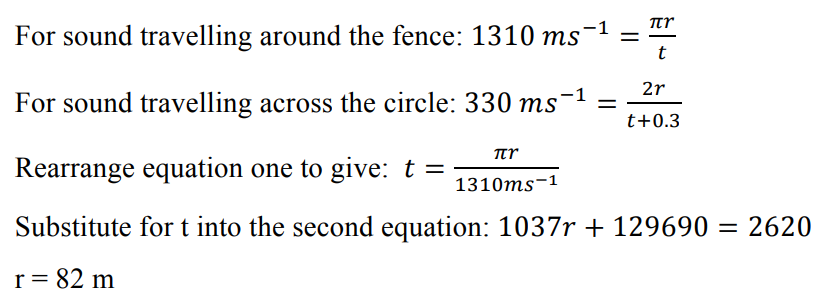 For sound travelling around the fence: 1310 ms⁻¹ = πr/t
For sound travelling across the circle: 330 ms⁻¹ = 2r/(t+0.3)
Rearrange equation one to give: t = πr/1310ms⁻¹
Substitute for t into the second equation: 1037r + 129690 = 2620
r = 82 m